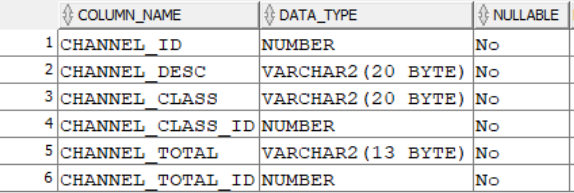 COLUMN_NAME DATA_TYPE NULLABLE
1 CHANNEL_ID NUMBER No
2 CHANNEL_DESC VARCHAR2(20 BYTE) No
3 CHANNEL_CLASS VARCHAR2(20 BYTE) No
4 CHANNEL_CLASS_ID NUMBER No
5 CHANNEL_TOTAL VARCHAR2(13 BYTE) No
6 CHANNEL_TOTAL_ID NUMBER No